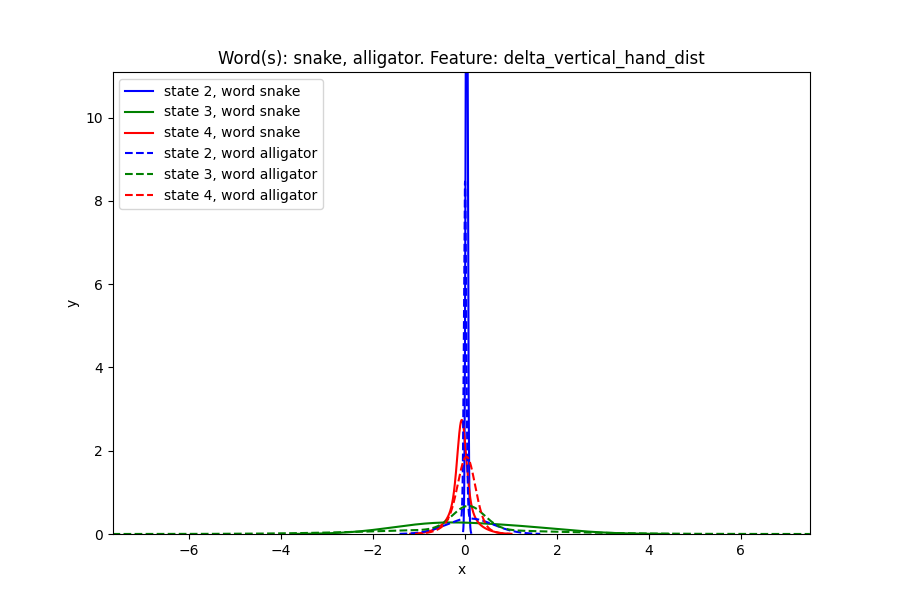 Word(s): snake, alligator. Feature: delta_vertical_hand_dist
state 2, word snake
state 3, word snake
state 4, word snake
state 2, word alligator
state 3, word alligator
state 4, word alligator
10
8
6
4
2
0
y
−6
−4
−2
0
2
4
6
x